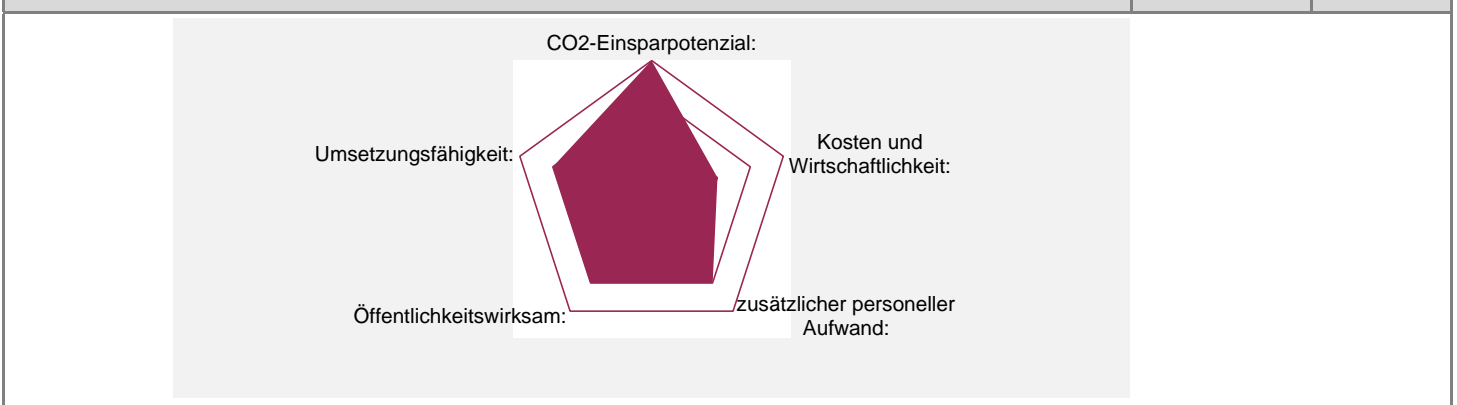 CO2-Einsparpotenzial:
Kosten und
Wirtschaftlichkeit:
zusätzlicher personeller
Aufwand:
Öffentlichkeitswirksam:
Umsetzungsfähigkeit: